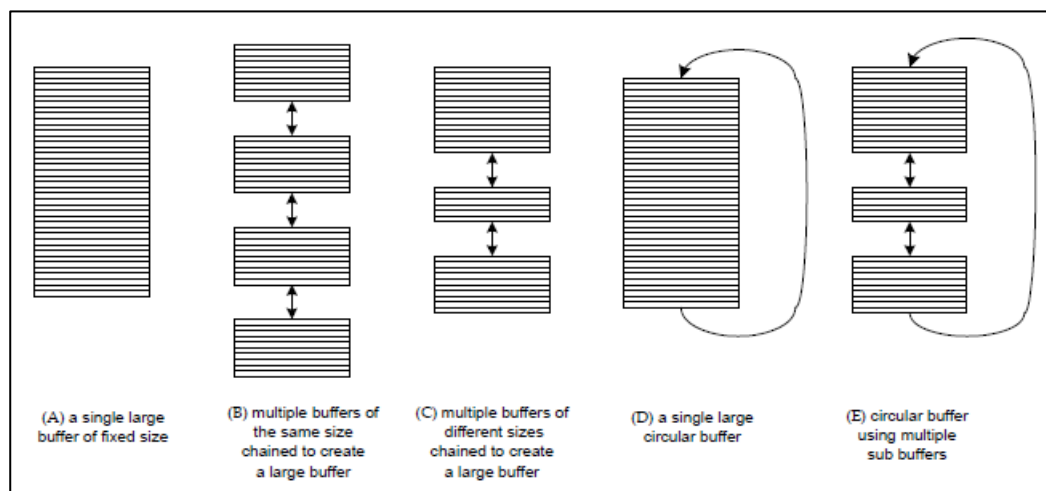 (A) a single large
buffer of fixed size
(B) multiple buffers of
the same size
chained to create
a large buffer
(C) multiple buffers of
different sizes
chained to create
a large buffer
(D) a single large
circular buffer
(E) circular buffer
using multiple
sub buffers